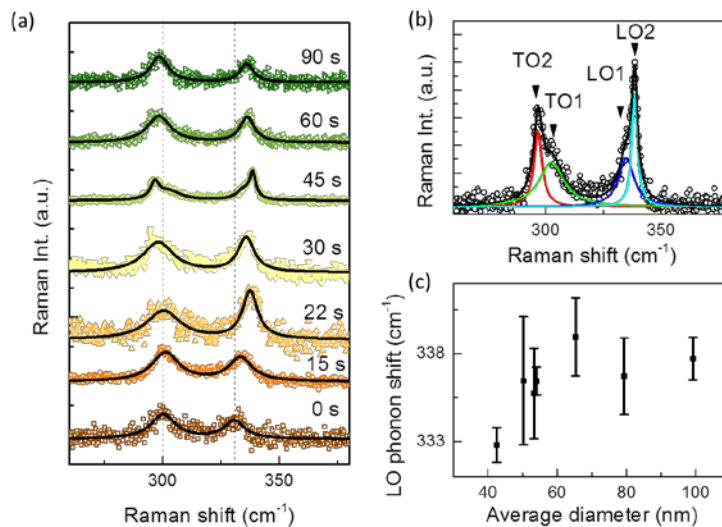 (a)
90 s
60 s
45 s
30 s
22 s
15 s
0 s
Raman Int. (a.u.)
300 350
Raman shift (cm⁻¹)
(b)
LO2
TO2
LO1
TO1
Raman Int. (a.u.)
300 350
Raman shift (cm⁻¹)
(c)
LO phonon shift (cm⁻¹)
338
333
40 60 80 100
Average diameter (nm)